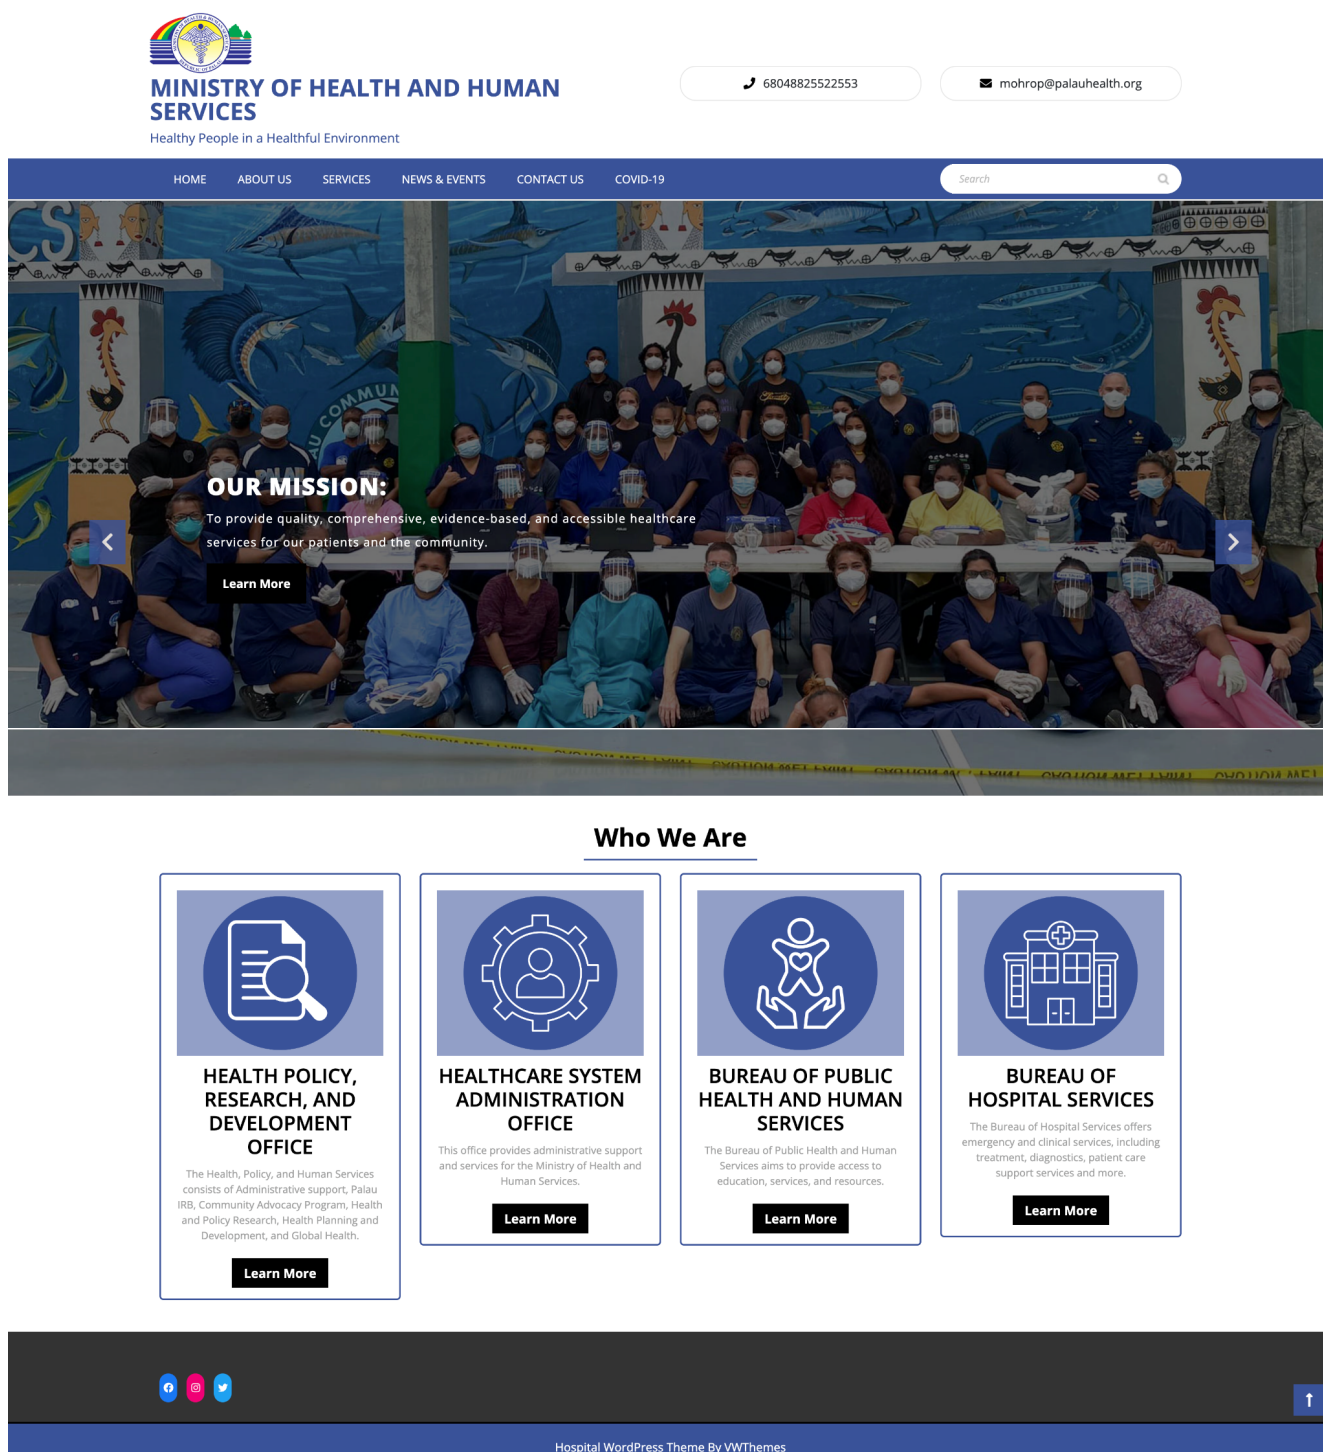 MINISTRY OF HEALTH AND HUMAN
SERVICES
Healthy People in a Healthful Environment
68048825522553
mohrop@palauhealth.org
HOME ABOUT US SERVICES NEWS & EVENTS CONTACT US COVID-19
Search
CS
PALAU
OUR MISSION:
To provide quality, comprehensive, evidence-based, and accessible healthcare
services for our patients and the community.
Learn More
Who We Are
HEALTH POLICY,
RESEARCH, AND
DEVELOPMENT
OFFICE
The Health, Policy, and Human Services
consists of Administrative support, Palau
IRB, Community Advocacy Program, Health
and Policy Research, Health Planning and
Development, and Global Health.
Learn More
HEALTHCARE SYSTEM
ADMINISTRATION
OFFICE
This office provides administrative support
and services for the Ministry of Health and
Human Services.
Learn More
BUREAU OF PUBLIC
HEALTH AND HUMAN
SERVICES
The Bureau of Public Health and Human
Services aims to provide access to
education, services, and resources.
Learn More
BUREAU OF
HOSPITAL SERVICES
The Bureau of Hospital Services offers
emergency and clinical services, including
treatment, diagnostics, patient care
support services and more.
Learn More
Hospital WordPress Theme By VWThemes